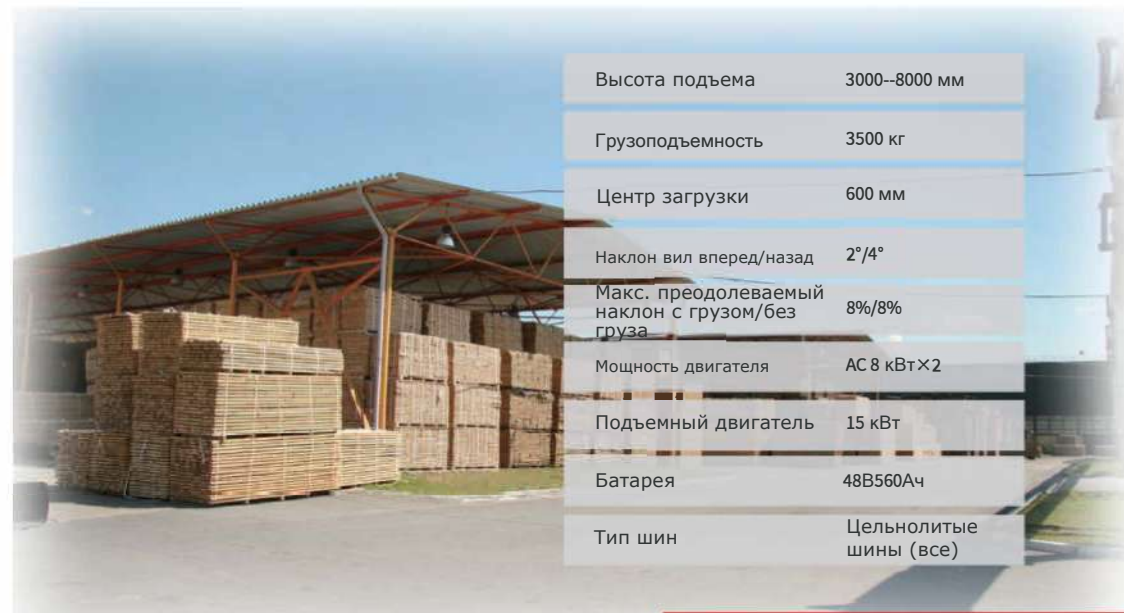 Высота подъема 3000--8000 мм
Грузоподъемность 3500 кг
Центр загрузки 600 мм
Наклон вил вперед/назад 2°/4°
Макс. преодолеваемый
наклон с грузом/без 8%/8%
груза
Мощность двигателя AC 8 кВт×2
Подъемный двигатель 15 кВт
Батарея 48В560Ач
Тип шин Цельнолитые
шины (все)